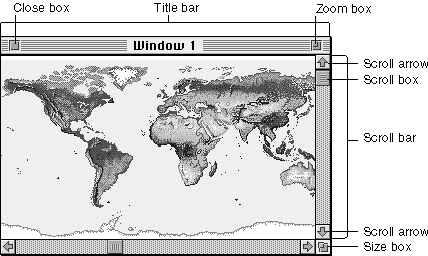 Close box Title bar Zoom box
Window 1
Scroll arrow
Scroll box
Scroll bar
Scroll arrow
Size box